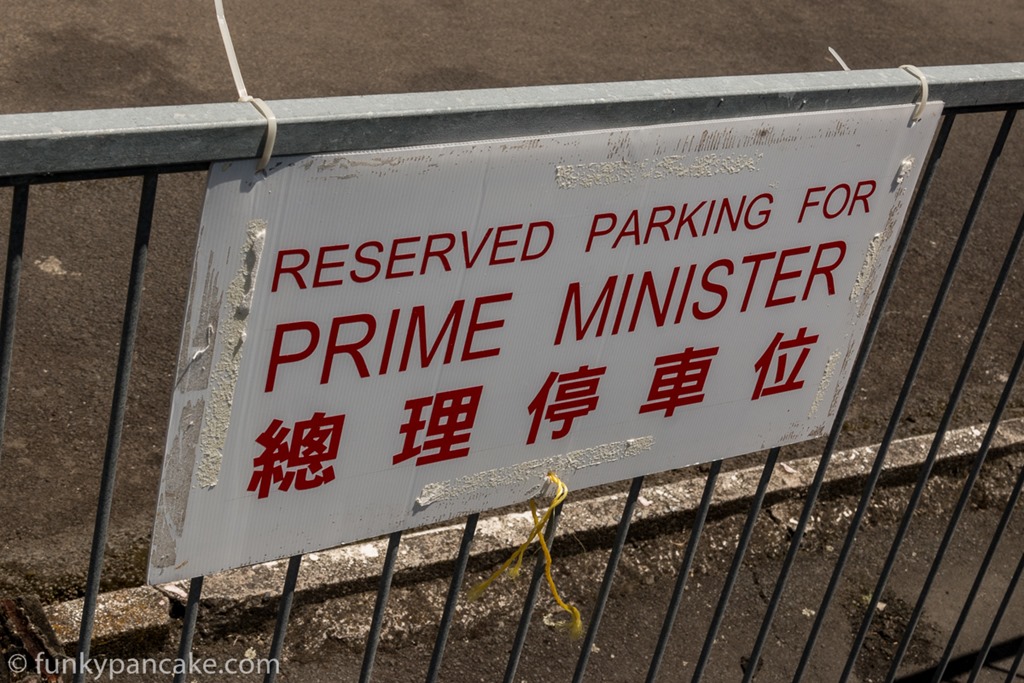 RESERVED PARKING FOR
PRIME MINISTER
總理停車位
© funkypancake.com